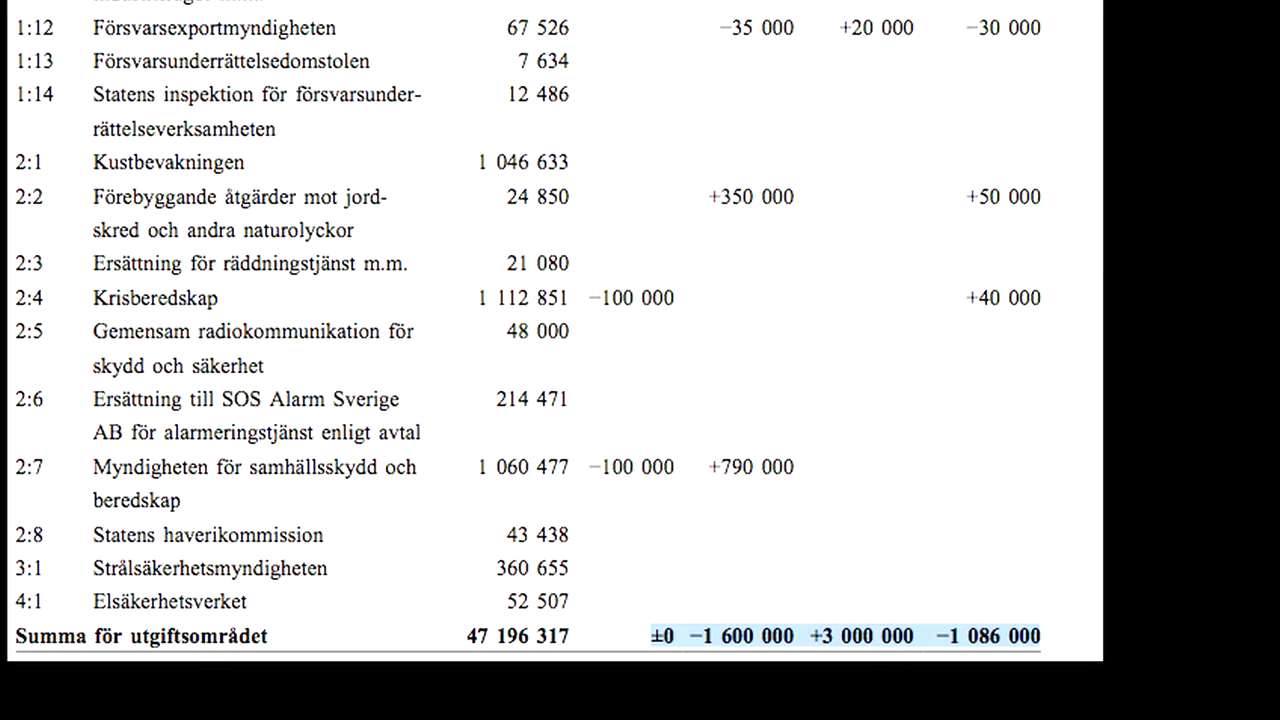 1:12 Försvarsexportmyndigheten 67 526 −35 000 +20 000 −30 000
1:13 Försvarsunderrättelsedomstolen 7 634
1:14 Statens inspektion för försvarsunder- 12 486
rättelseverksamheten
2:1 Kustbevakningen 1 046 633
2:2 Förebyggande åtgärder mot jord- 24 850 +350 000 +50 000
skred och andra naturolyckor
2:3 Ersättning för räddningstjänst m.m. 21 080
2:4 Krisberedskap 1 112 851 −100 000 +40 000
2:5 Gemensam radiokommunikation för 48 000
skydd och säkerhet
2:6 Ersättning till SOS Alarm Sverige 214 471
AB för alarmeringstjänst enligt avtal
2:7 Myndigheten för samhällsskydd och 1 060 477 −100 000 +790 000
beredskap
2:8 Statens haverikommission 43 438
3:1 Strålsäkerhetsmyndigheten 360 655
4:1 Elsäkerhetsverket 52 507
Summa för utgiftsområdet 47 196 317 ±0 −1 600 000 +3 000 000 −1 086 000